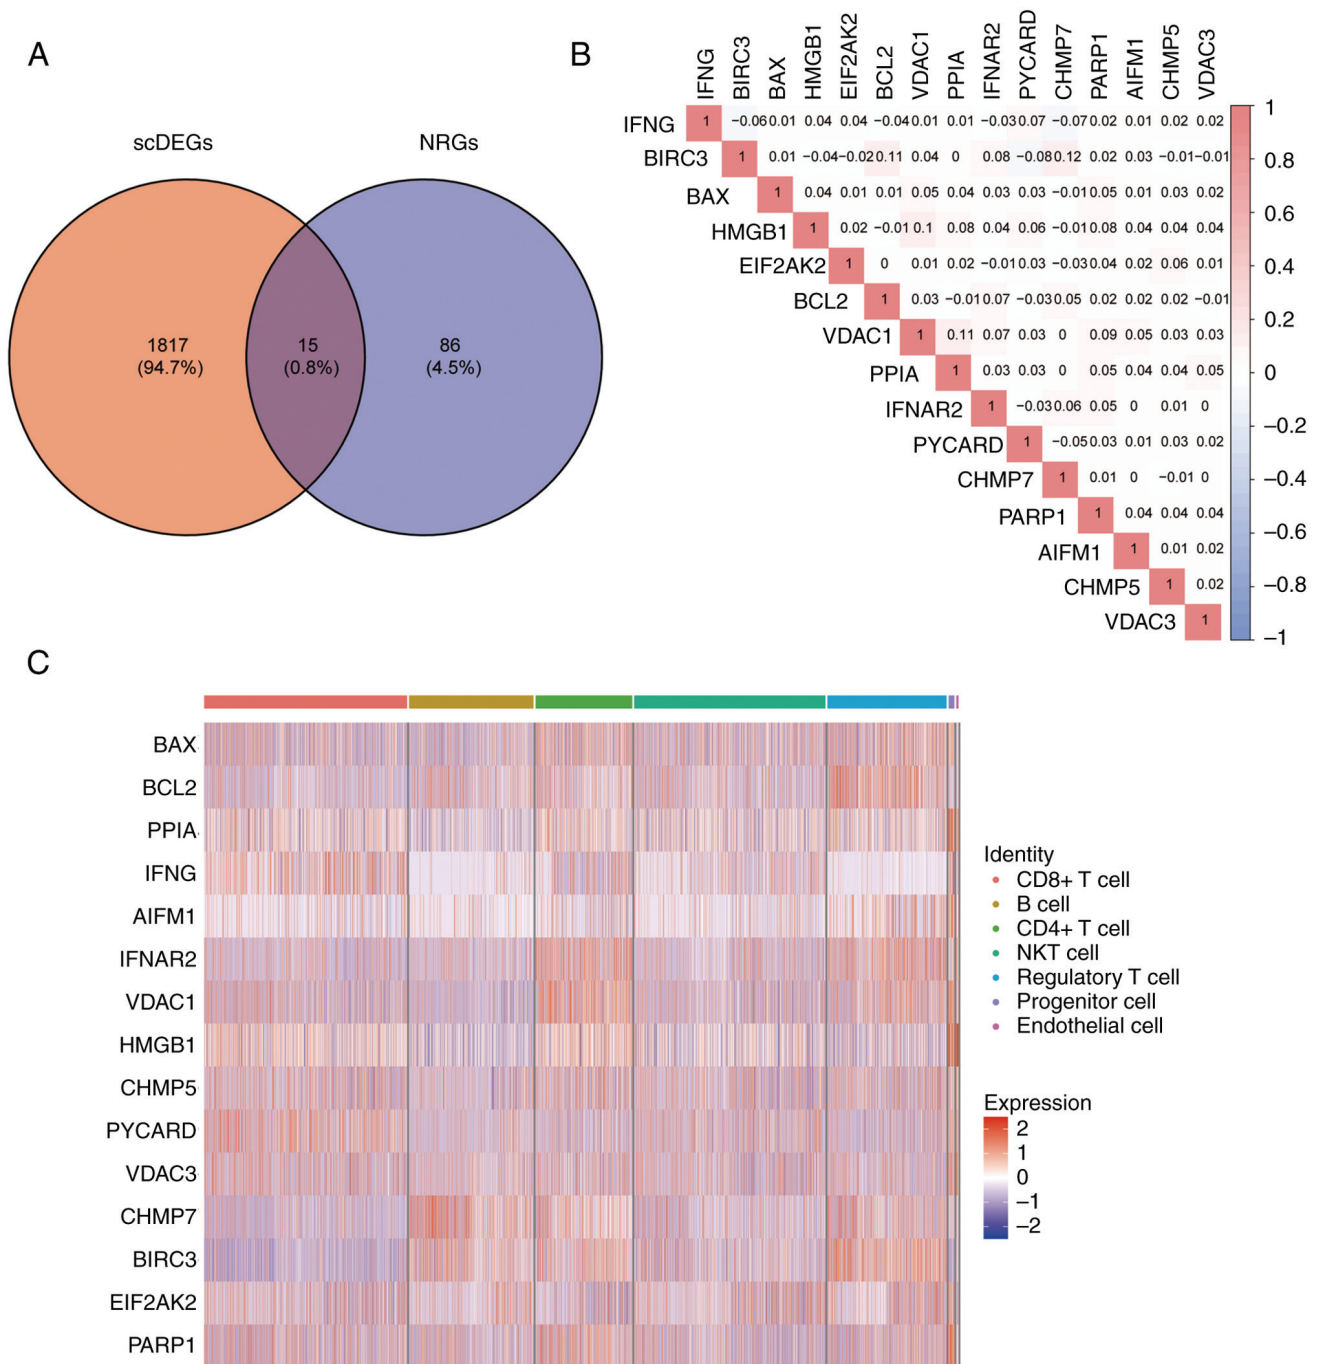 A
scDEGs
NRGs
1817
(94.7%)
15
(0.8%)
86
(4.5%)
B
IFNG BIRC3 BAX HMGB1 EIF2AK2 BCL2 VDAC1 PPIA IFNAR2 PYCARD CHMP7 PARP1 AIFM1 CHMP5 VDAC3
IFNG 1 −0.06 0.01 0.04 0.04 −0.04 0.01 0.01 −0.03 0.07 −0.07 0.02 0.01 0.02 0.02
BIRC3 1 0.01 −0.04 −0.02 0.11 0.04 0 0.08 −0.08 0.12 0.02 0.03 −0.01 −0.01
BAX 1 0.04 0.01 0.01 0.05 0.04 0.03 0.03 −0.01 0.05 0.01 0.03 0.02
HMGB1 1 0.02 −0.01 0.1 0.08 0.04 0.06 −0.01 0.08 0.04 0.04 0.04
EIF2AK2 1 0 0.01 0.02 −0.01 0.03 −0.03 0.04 0.02 0.06 0.01
BCL2 1 0.03 −0.01 0.07 −0.03 0.05 0.02 0.02 0.02 −0.01
VDAC1 1 0.11 0.07 0.03 0 0.09 0.05 0.03 0.03
PPIA 1 0.03 0.03 0 0.05 0.04 0.04 0.05
IFNAR2 1 −0.03 0.06 0.05 0 0.01 0
PYCARD 1 −0.05 0.03 0.01 0.03 0.02
CHMP7 1 0.01 0 −0.01 0
PARP1 1 0.04 0.04 0.04
AIFM1 1 0.01 0.02
CHMP5 1 0.02
VDAC3 1
1
0.8
0.6
0.4
0.2
0
−0.2
−0.4
−0.6
−0.8
−1
C
BAX
BCL2
PPIA
IFNG
AIFM1
IFNAR2
VDAC1
HMGB1
CHMP5
PYCARD
VDAC3
CHMP7
BIRC3
EIF2AK2
PARP1
Identity
CD8+ T cell
B cell
CD4+ T cell
NKT cell
Regulatory T cell
Progenitor cell
Endothelial cell
Expression
2
1
0
−1
−2